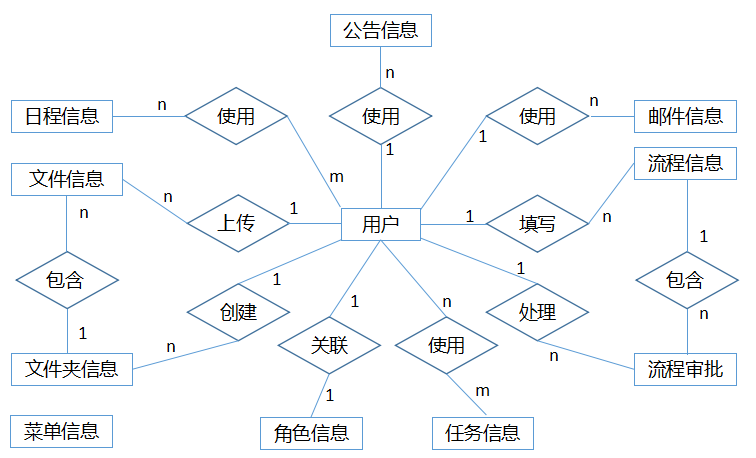 公告信息
n
日程信息
n
使用
使用
使用
n
邮件信息
1
1
文件信息
m
流程信息
n
n
上传
1
用户
1
填写
n
1
包含
包含
1
1
创建
1
n
处理
n
1
关联
使用
1
n
n
文件夹信息
流程审批
1
m
菜单信息
角色信息
任务信息